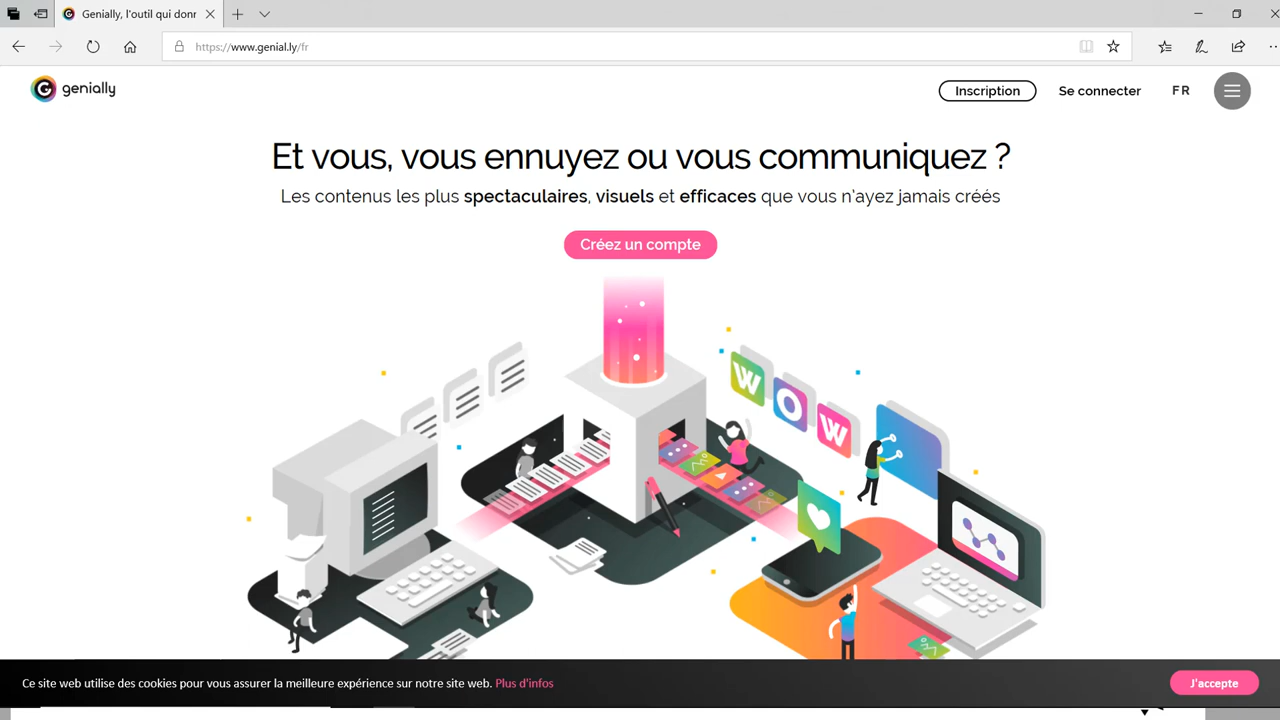 Genially, l'outil qui donr
https://www.genial.ly/fr
genially
Inscription
Se connecter
FR
Et vous, vous ennuyez ou vous communiquez ?
Les contenus les plus spectaculaires, visuels et efficaces que vous n'ayez jamais créés
Créez un compte
WOW
Ce site web utilise des cookies pour vous assurer la meilleure expérience sur notre site web. Plus d'infos
J'accepte